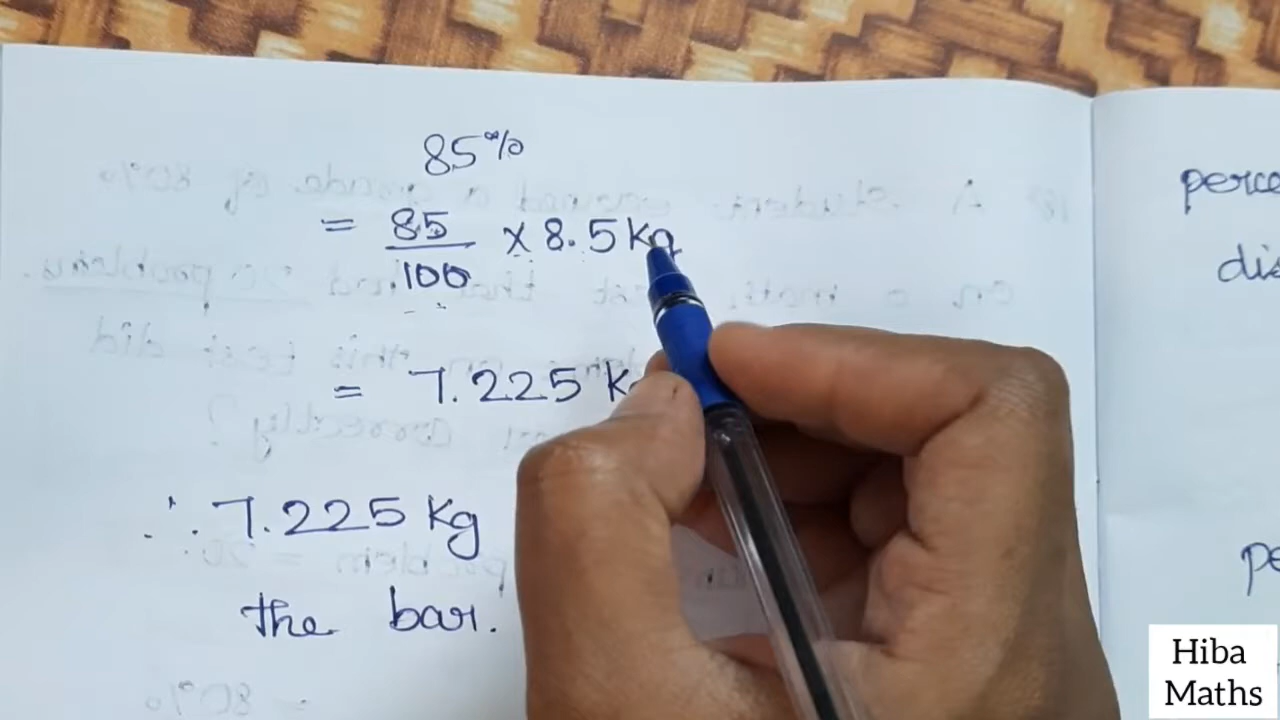 85%
= 85/100 × 8.5 Kg
= 7.225 K
∴ 7.225 Kg
the bar.
perce
dis
pe
Hiba
Maths